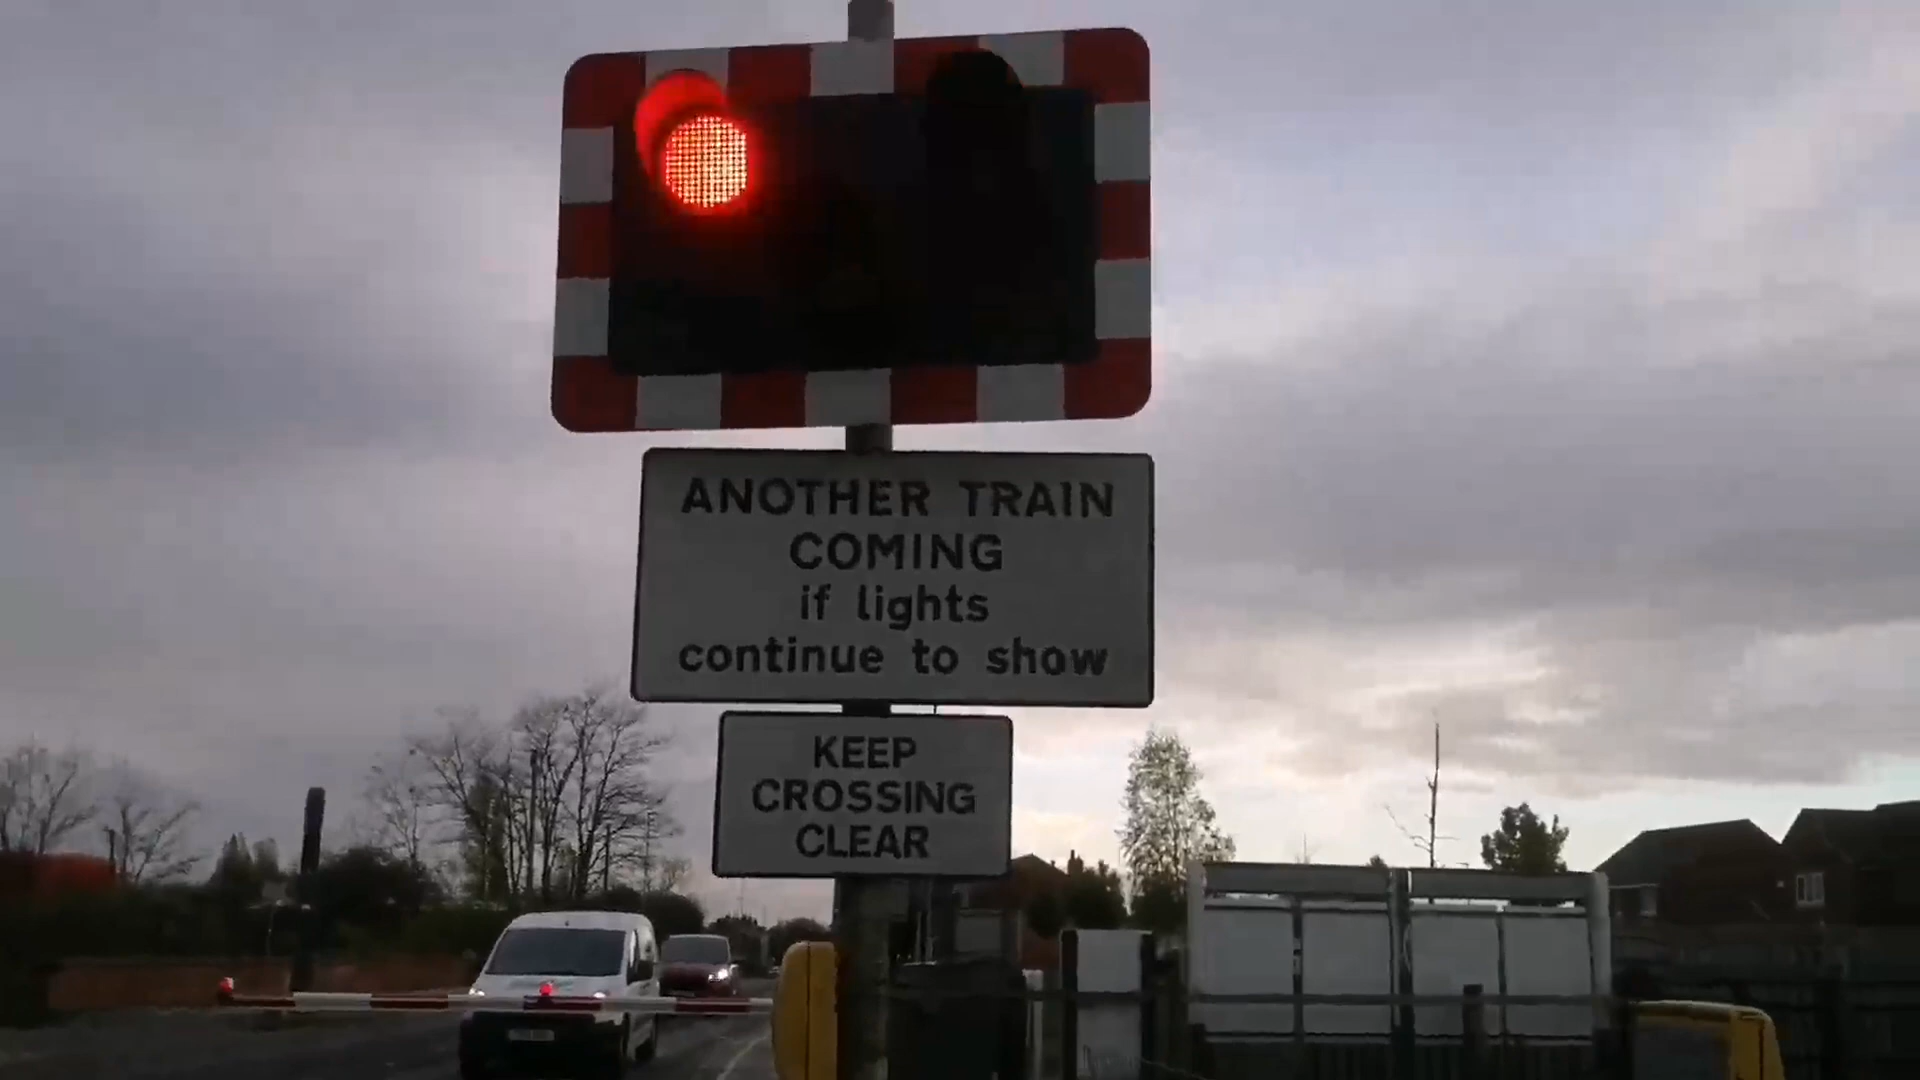 ANOTHER TRAIN
COMING
if lights
continue to show
KEEP
CROSSING
CLEAR